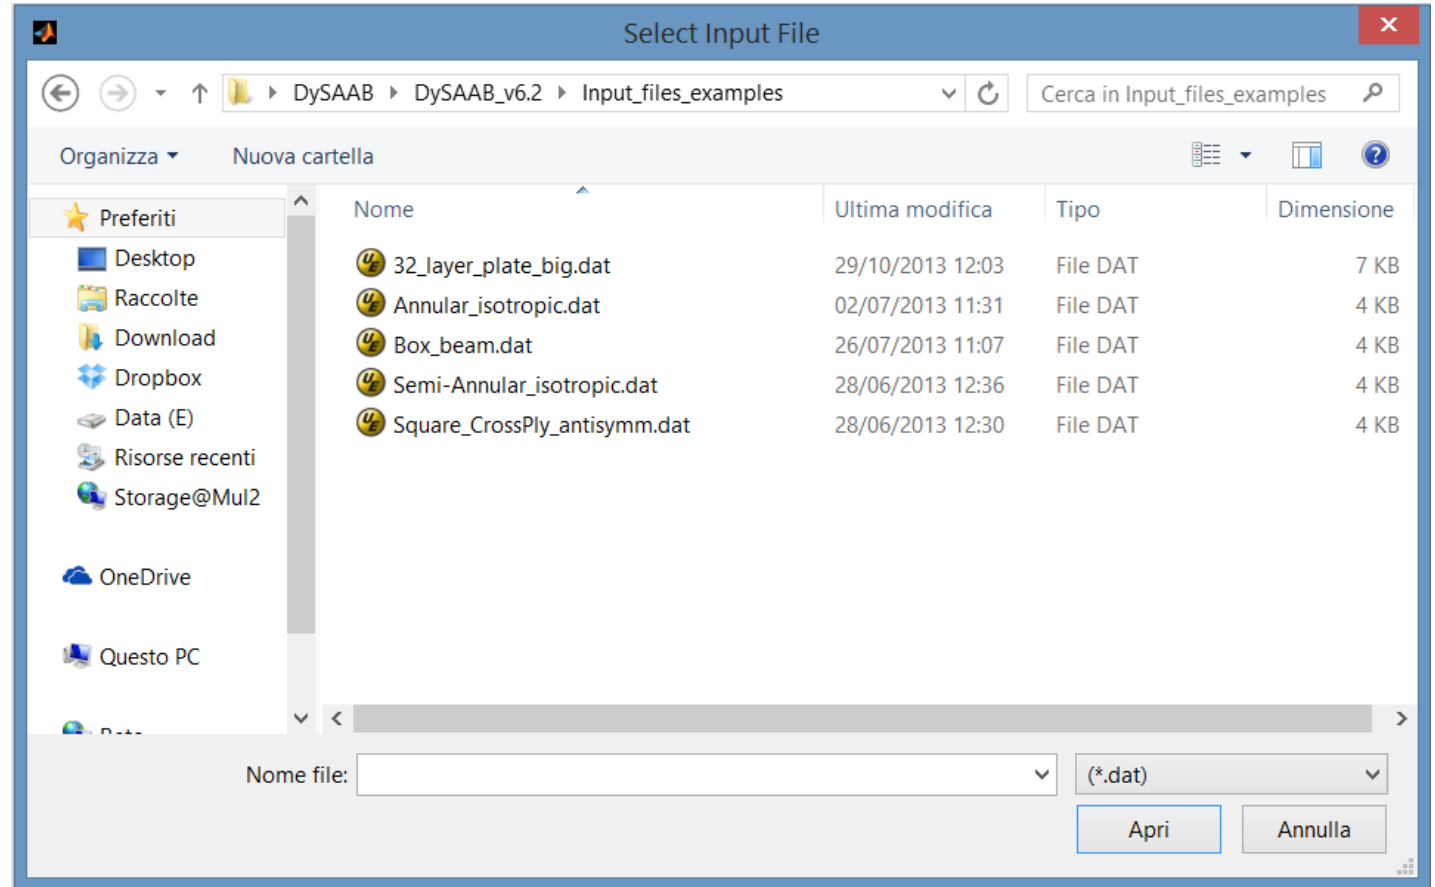 Select Input File
DySAAB DySAAB_v6.2 Input_files_examples
Cerca in Input_files_examples
Organizza Nuova cartella
Preferiti
Desktop
Raccolte
Download
Dropbox
Data (E)
Risorse recenti
Storage@Mul2
OneDrive
Questo PC
Nome Ultima modifica Tipo Dimensione
32_layer_plate_big.dat 29/10/2013 12:03 File DAT 7 KB
Annular_isotropic.dat 02/07/2013 11:31 File DAT 4 KB
Box_beam.dat 26/07/2013 11:07 File DAT 4 KB
Semi-Annular_isotropic.dat 28/06/2013 12:36 File DAT 4 KB
Square_CrossPly_antisymm.dat 28/06/2013 12:30 File DAT 4 KB
Nome file:
(*.dat)
Apri Annulla